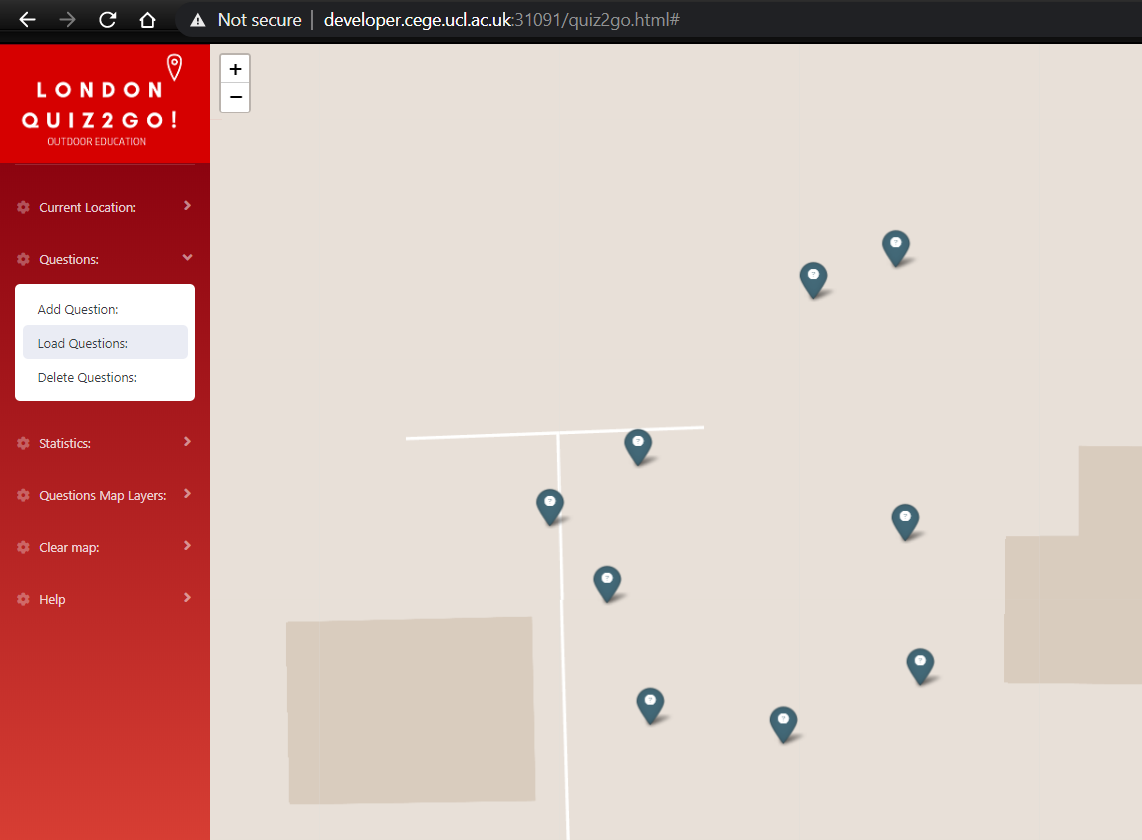 Not secure | developer.cege.ucl.ac.uk:31091/quiz2go.html#
LONDON
QUIZ2GO!
OUTDOOR EDUCATION
+
−
Current Location:
Questions:
Add Question:
Load Questions:
Delete Questions:
Statistics:
Questions Map Layers:
Clear map:
Help